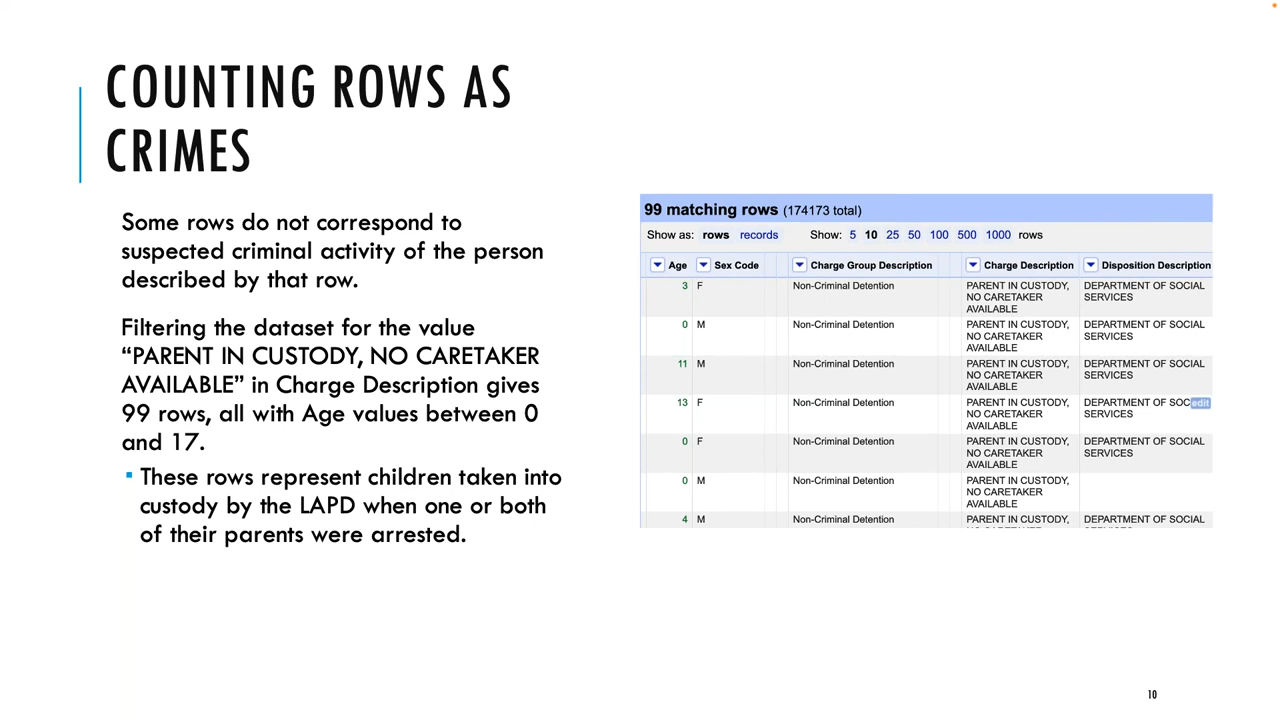 COUNTING ROWS AS
CRIMES
Some rows do not correspond to
suspected criminal activity of the person
described by that row.
Filtering the dataset for the value
“PARENT IN CUSTODY, NO CARETAKER
AVAILABLE” in Charge Description gives
99 rows, all with Age values between 0
and 17.
These rows represent children taken into
custody by the LAPD when one or both
of their parents were arrested.
99 matching rows (174173 total)
Show as: rows records Show: 5 10 25 50 100 500 1000 rows
Age Sex Code Charge Group Description Charge Description Disposition Description
3 F Non-Criminal Detention PARENT IN CUSTODY, DEPARTMENT OF SOCIAL
NO CARETAKER SERVICES
AVAILABLE
0 M Non-Criminal Detention PARENT IN CUSTODY, DEPARTMENT OF SOCIAL
NO CARETAKER SERVICES
AVAILABLE
11 M Non-Criminal Detention PARENT IN CUSTODY, DEPARTMENT OF SOCIAL
NO CARETAKER SERVICES
AVAILABLE
13 F Non-Criminal Detention PARENT IN CUSTODY, DEPARTMENT OF SOC edit
NO CARETAKER SERVICES
AVAILABLE
0 F Non-Criminal Detention PARENT IN CUSTODY, DEPARTMENT OF SOCIAL
NO CARETAKER SERVICES
AVAILABLE
0 M Non-Criminal Detention PARENT IN CUSTODY,
NO CARETAKER
AVAILABLE
4 M Non-Criminal Detention PARENT IN CUSTODY, DEPARTMENT OF SOCIAL
10